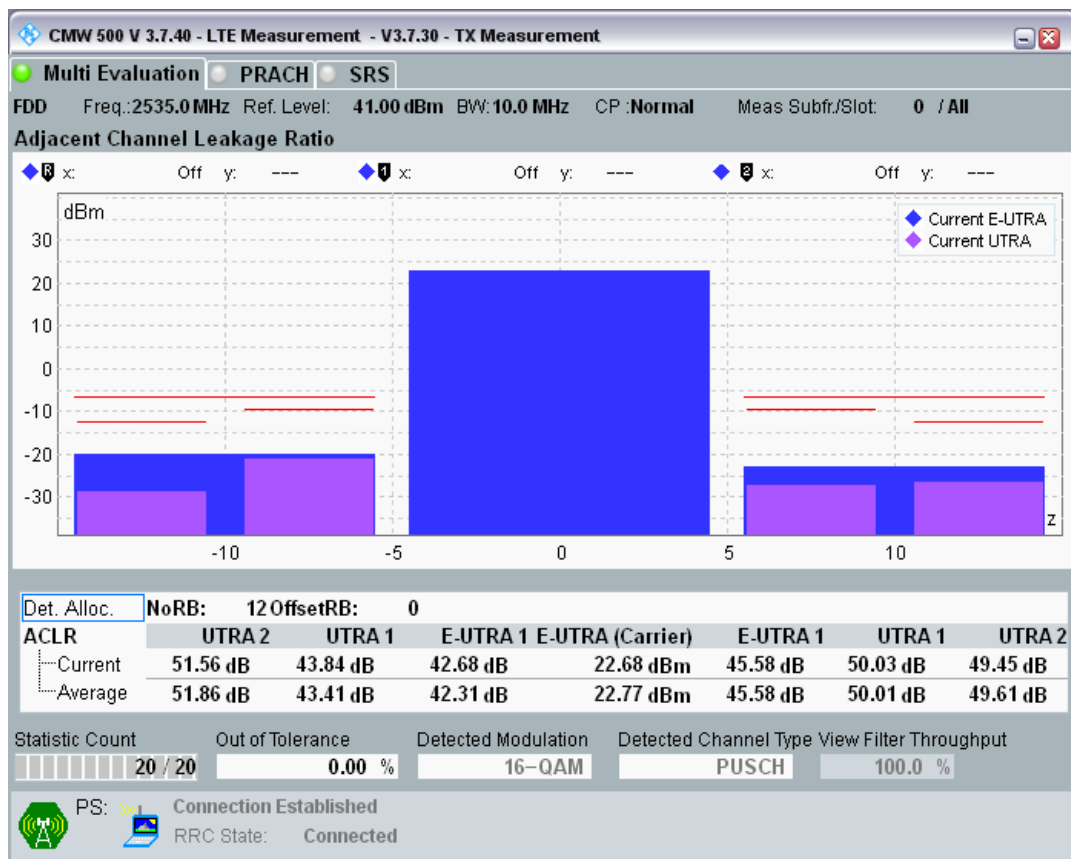 CMW 500 V 3.7.40 - LTE Measurement - V3.7.30 - TX Measurement
Multi Evaluation PRACH SRS
FDD Freq.:2535.0 MHz Ref. Level: 41.00 dBm BW:10.0 MHz CP :Normal Meas Subfr./Slot: 0 / All
Adjacent Channel Leakage Ratio
R x: Off y: --- 1 x: Off y: --- 2 x: Off y: ---
dBm
Current E-UTRA
Current UTRA
30
20
10
0
-10
-20
-30
z
-10 -5 0 5 10
Det. Alloc. NoRB: 12 OffsetRB: 0
ACLR UTRA 2 UTRA 1 E-UTRA 1 E-UTRA (Carrier) E-UTRA 1 UTRA 1 UTRA 2
Current 51.56 dB 43.84 dB 42.68 dB 22.68 dBm 45.58 dB 50.03 dB 49.45 dB
Average 51.86 dB 43.41 dB 42.31 dB 22.77 dBm 45.58 dB 50.01 dB 49.61 dB
Statistic Count Out of Tolerance Detected Modulation Detected Channel Type View Filter Throughput
20 / 20 0.00 % 16-QAM PUSCH 100.0 %
PS: Connection Established
RRC State: Connected